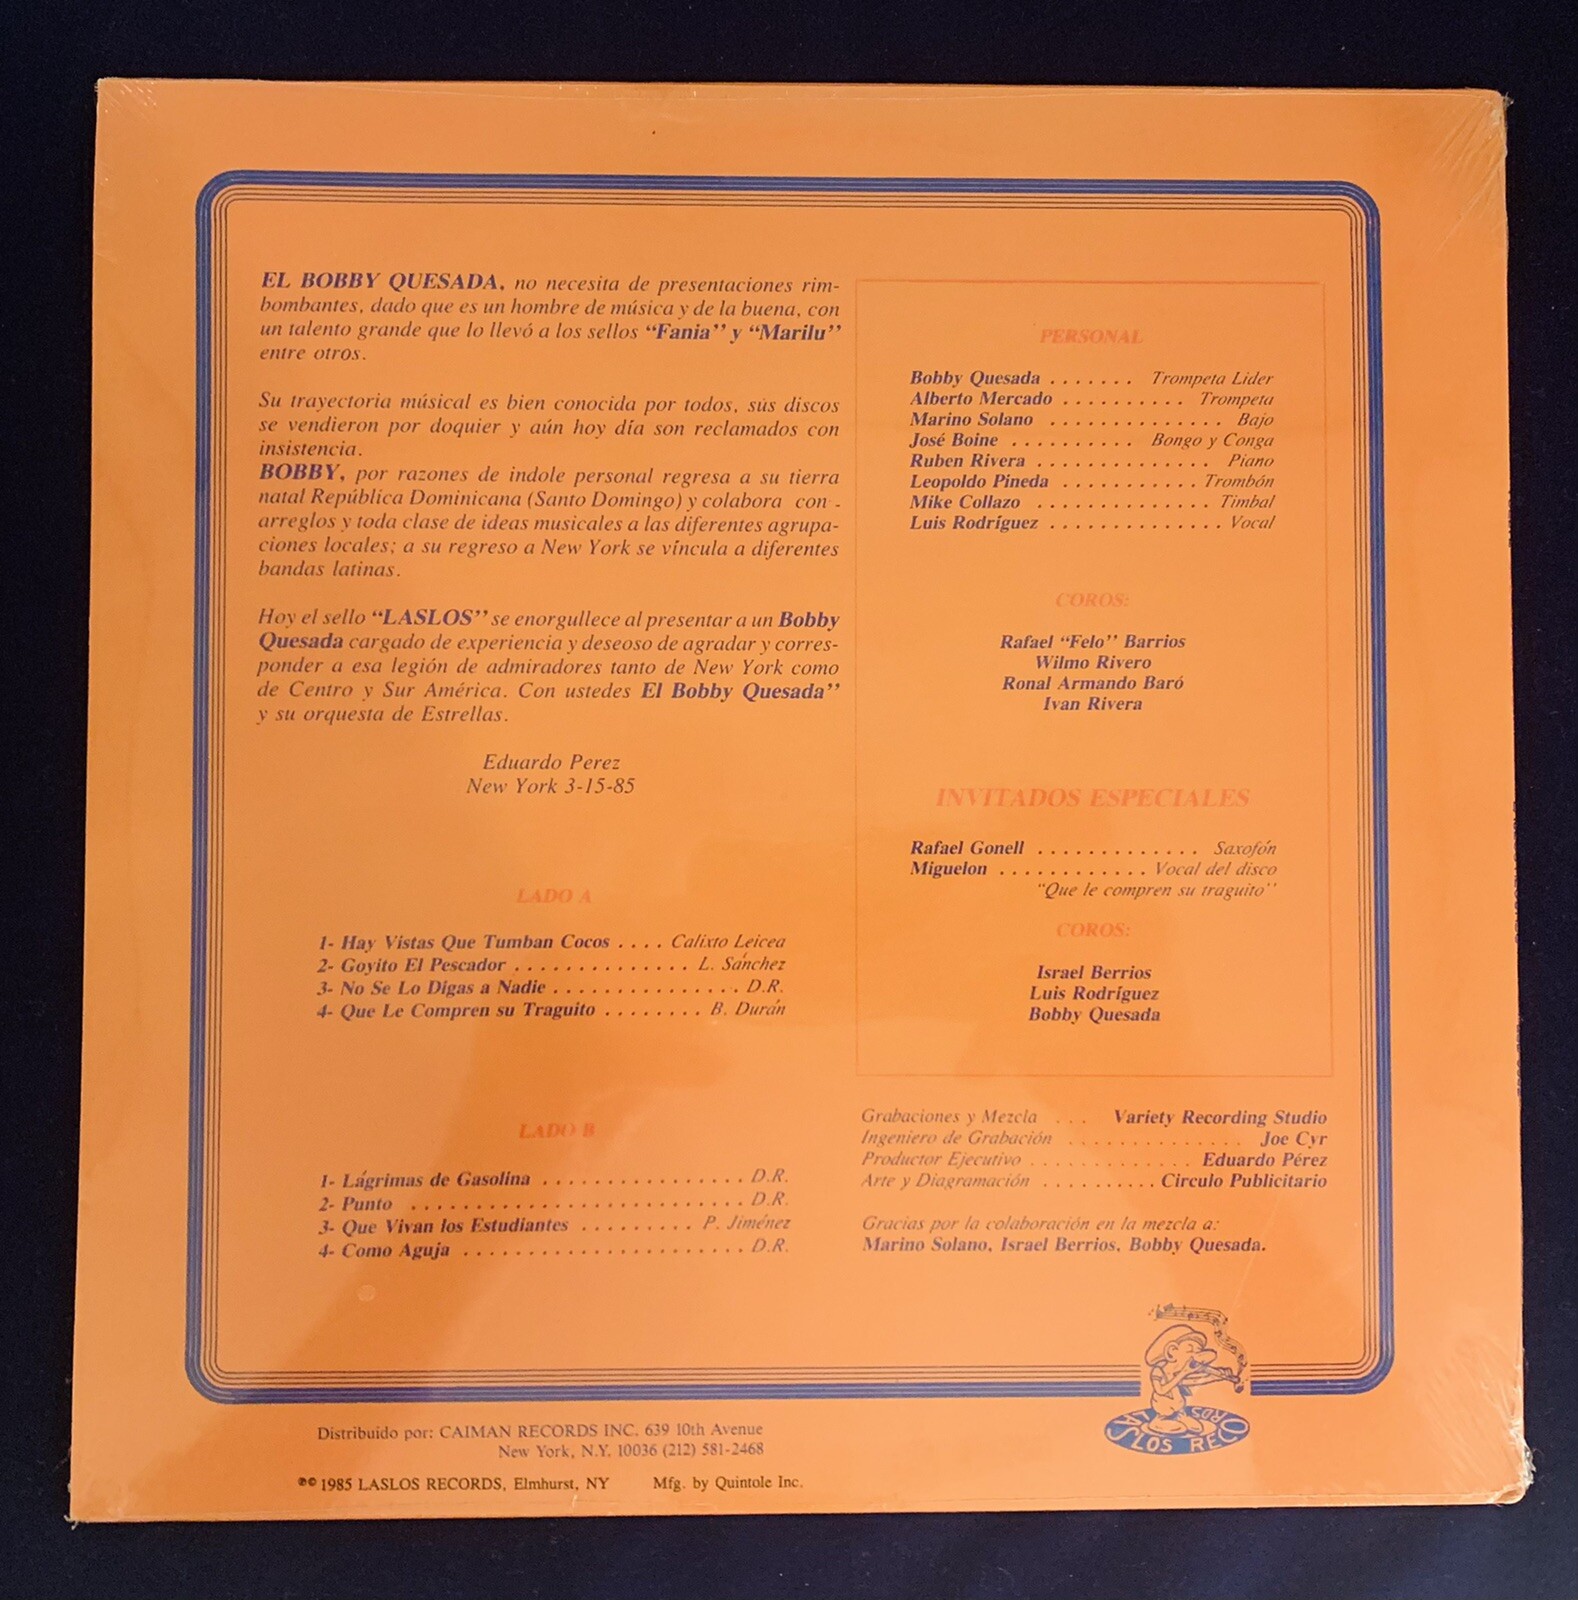 EL BOBBY QUESADA, no necesita de presentaciones rim-
bombantes, dado que es un hombre de música y de la buena, con
un talento grande que lo llevó a los sellos “Fania” y “Marilu”
entre otros.
Su trayectoria músical es bien conocida por todos, sus discos
se vendieron por doquier y aún hoy día son reclamados con
insistencia.
BOBBY, por razones de indole personal regresa a su tierra
natal República Dominicana (Santo Domingo) y colabora con
arreglos y toda clase de ideas musicales a las diferentes agrupa-
ciones locales; a su regreso a New York se víncula a diferentes
bandas latinas.
Hoy el sello “LASLOS” se enorgullece al presentar a un Bobby
Quesada cargado de experiencia y deseoso de agradar y corres-
ponder a esa legión de admiradores tanto de New York como
de Centro y Sur América. Con ustedes El Bobby Quesada”
y su orquesta de Estrellas.
Eduardo Perez
New York 3-15-85
LADO A
1- Hay Vistas Que Tumban Cocos .... Calixto Leicea
2- Goyito El Pescador ............... L. Sánchez
3- No Se Lo Digas a Nadie ................ D.R.
4- Que Le Compren su Traguito ........ B. Durán
LADO B
1- Lágrimas de Gasolina ................. D.R.
2- Punto ........................... D.R.
3- Que Vivan los Estudiantes ......... P. Jiménez
4- Como Aguja ....................... D.R.
PERSONAL
Bobby Quesada ....... Trompeta Lider
Alberto Mercado .......... Trompeta
Marino Solano .............. Bajo
José Boine .......... Bongo y Conga
Ruben Rivera .............. Piano
Leopoldo Pineda ........... Trombón
Mike Collazo .............. Timbal
Luis Rodríguez .............. Vocal
COROS:
Rafael “Felo” Barrios
Wilmo Rivero
Ronal Armando Baró
Ivan Rivera
INVITADOS ESPECIALES
Rafael Gonell ............. Saxofón
Miguelon ............ Vocal del disco
“Que le compren su traguito”
COROS:
Israel Berrios
Luis Rodríguez
Bobby Quesada
Grabaciones y Mezcla ... Variety Recording Studio
Ingeniero de Grabación .............. Joe Cyr
Productor Ejecutivo ............. Eduardo Pérez
Arte y Diagramación .......... Circulo Publicitario
Gracias por la colaboración en la mezcla a:
Marino Solano, Israel Berrios, Bobby Quesada.
LASLOS RECORDS
Distribuido por: CAIMAN RECORDS INC. 639 10th Avenue
New York, N.Y. 10036 (212) 581-2468
℗© 1985 LASLOS RECORDS, Elmhurst, NY Mfg. by Quintole Inc.